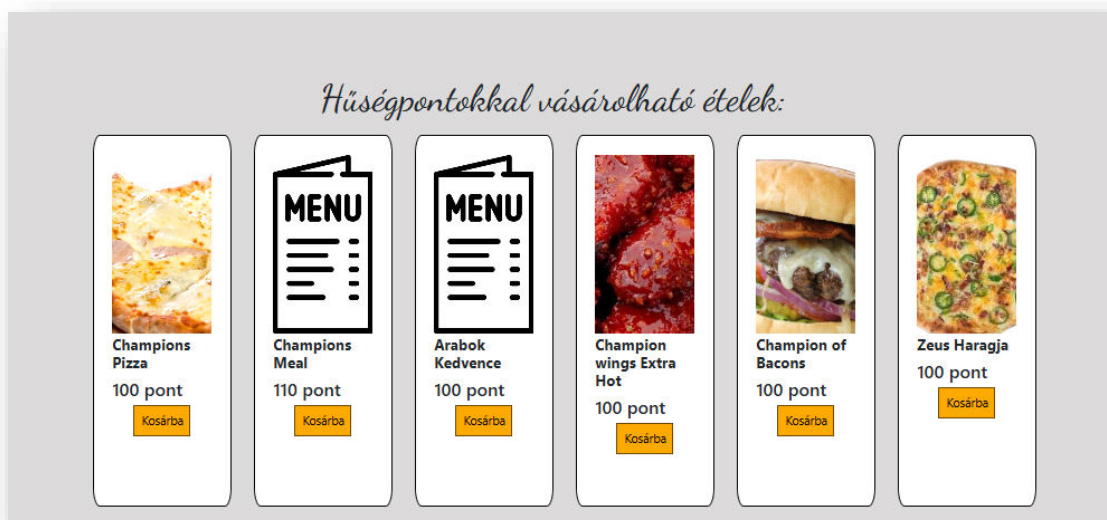 Hűségpontokkal vásárolható ételek:
MENU
MENU
Champions
Pizza
100 pont
Kosárba
Champions
Meal
110 pont
Kosárba
Arabok
Kedvence
100 pont
Kosárba
Champion
wings Extra
Hot
100 pont
Kosárba
Champion of
Bacons
100 pont
Kosárba
Zeus Haragja
100 pont
Kosárba